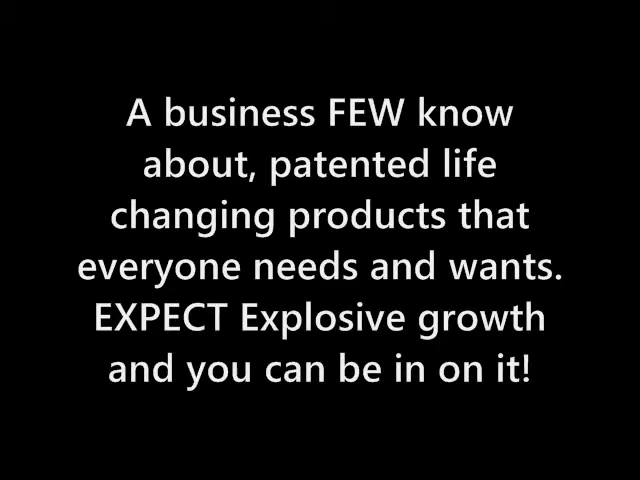 A business FEW know
about, patented life
changing products that
everyone needs and wants.
EXPECT Explosive growth
and you can be in on it!